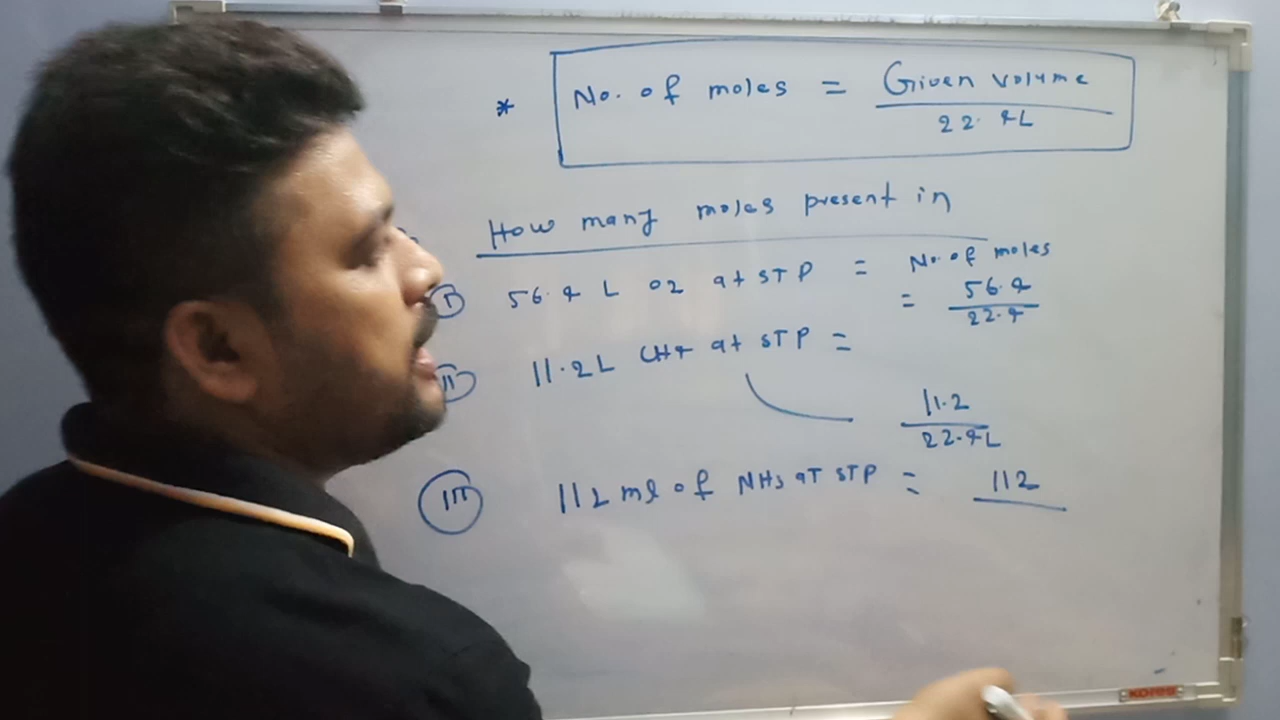 * No. of moles = Given volume
22.4L
How many moles present in
I 56.4 L O2 at STP = No. of moles
= 56.4
22.4
II 11.2L CH4 at STP =
11.2
22.4L
III 112 ml of NH3 aT STP = 112
KORES